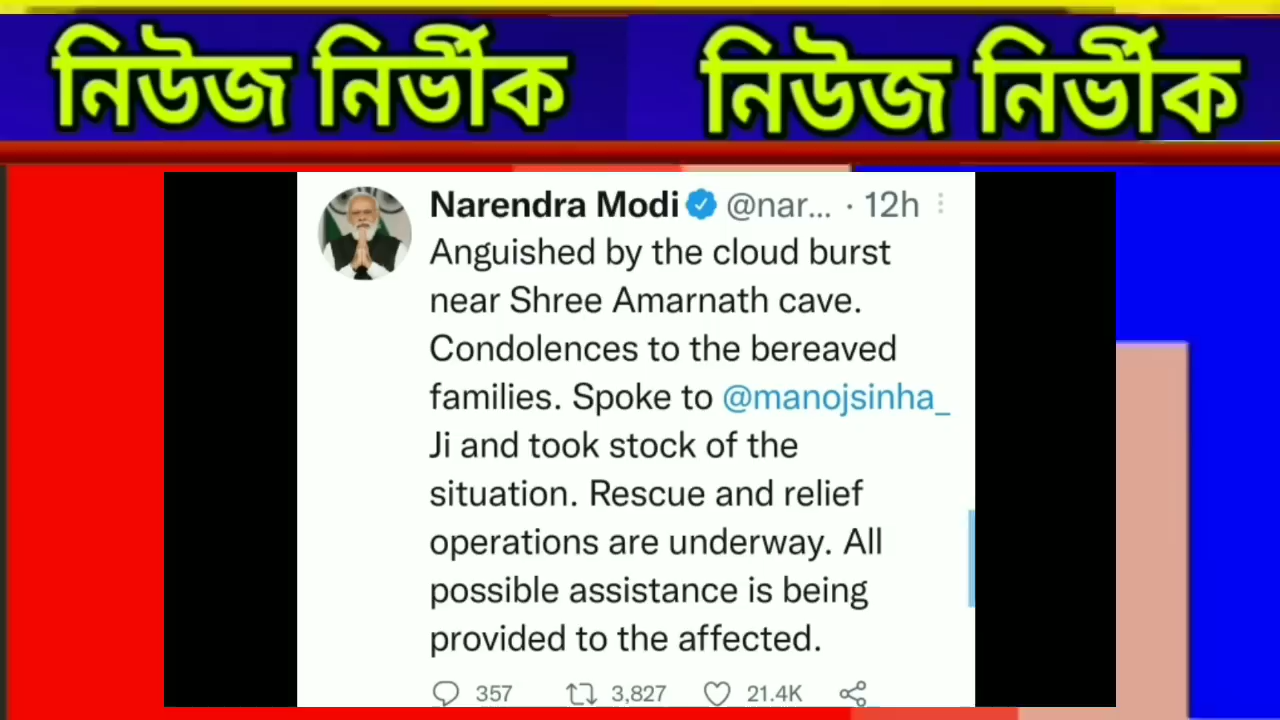 নিউজ নির্ভীক নিউজ নির্ভীক
Narendra Modi @nar... · 12h
Anguished by the cloud burst
near Shree Amarnath cave.
Condolences to the bereaved
families. Spoke to @manojsinha_
Ji and took stock of the
situation. Rescue and relief
operations are underway. All
possible assistance is being
provided to the affected.
357 3,827 21.4K